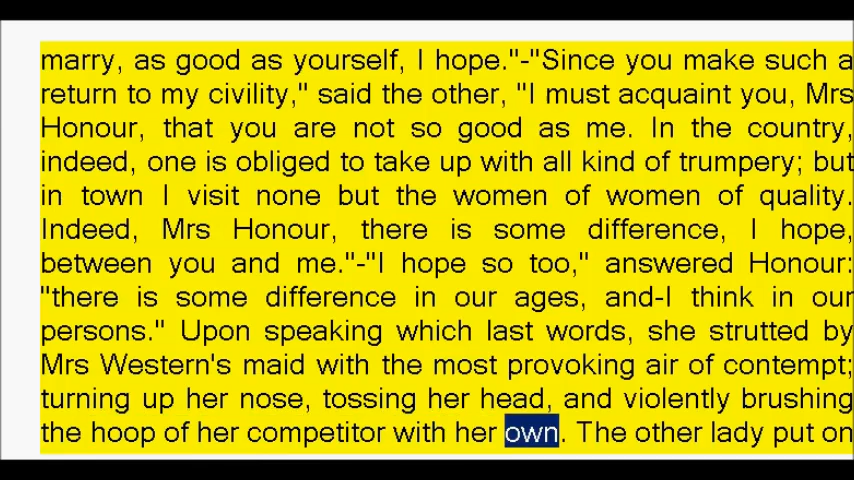 marry, as good as yourself, I hope."-"Since you make such a
return to my civility," said the other, "I must acquaint you, Mrs
Honour, that you are not so good as me. In the country,
indeed, one is obliged to take up with all kind of trumpery; but
in town I visit none but the women of women of quality.
Indeed, Mrs Honour, there is some difference, I hope,
between you and me."-"I hope so too," answered Honour:
"there is some difference in our ages, and-I think in our
persons." Upon speaking which last words, she strutted by
Mrs Western's maid with the most provoking air of contempt;
turning up her nose, tossing her head, and violently brushing
the hoop of her competitor with her own. The other lady put on